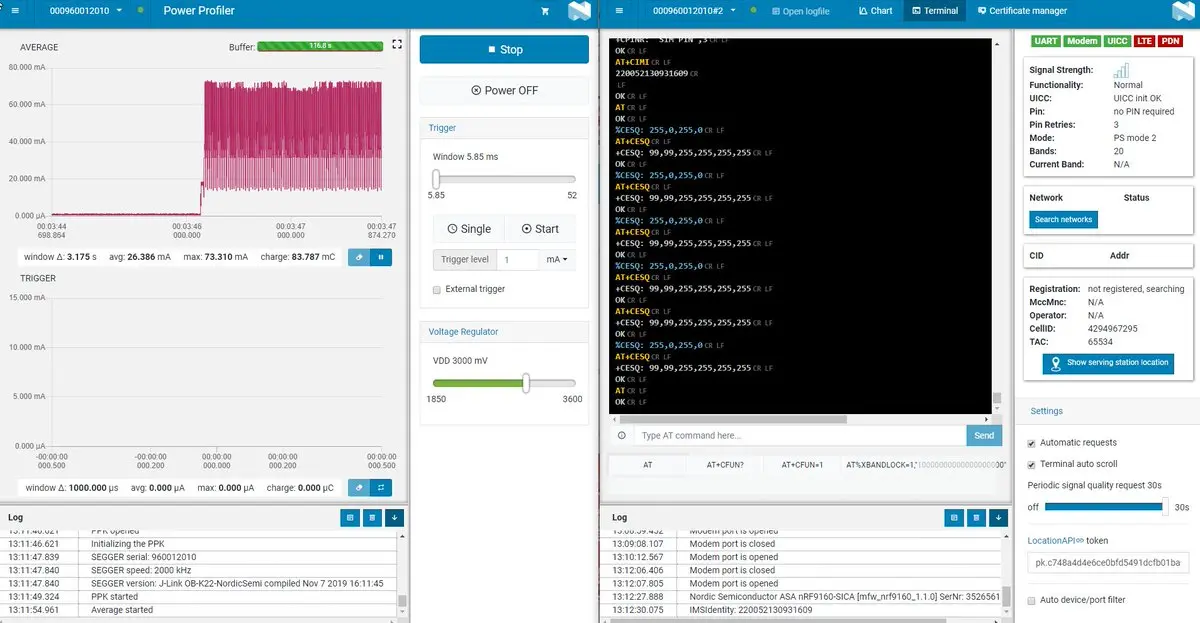 000960012010
Power Profiler
AVERAGE
Buffer: 116.8 s
80.000 mA
60.000 mA
40.000 mA
20.000 mA
0.000 µA
00:03:44 00:03:46 00:03:47 00:03:47
698.864 000.000 000.000 874.270
window Δ: 3.175 s avg: 26.386 mA max: 73.310 mA charge: 83.787 mC
TRIGGER
15.000 mA
10.000 mA
5.000 mA
0.000 µA
-00:00:00 -00:00:00 00:00:00 00:00:00 00:00:00
000.500 000.200 000.000 000.200 000.500
window Δ: 1000.000 µs avg: 0.000 µA max: 0.000 µA charge: 0.000 µC
Log
13:11:46.621 PPK opened
11:11:46.621 Initializing the PPK
13:11:47.839 SEGGER serial: 960012010
13:11:47.840 SEGGER speed: 2000 kHz
13:11:47.840 SEGGER version: J-Link OB-K22-NordicSemi compiled Nov 7 2019 16:11:45
13:11:49.324 PPK started
13:11:54.961 Average started
Stop
Power OFF
Trigger
Window 5.85 ms
5.85 52
Single Start
Trigger level 1 mA
External trigger
Voltage Regulator
VDD 3000 mV
1850 3600
000960012010#2
Open logfile
Chart
Terminal
Certificate manager
OK CR LF
AT+CIMI CR LF
220052130931609 CR
LF
OK CR LF
AT CR LF
OK CR LF
%CESQ: 255,0,255,0 CR LF
AT+CESQ CR LF
+CESQ: 99,99,255,255,255,255 CR LF
OK CR LF
%CESQ: 255,0,255,0 CR LF
AT+CESQ CR LF
+CESQ: 99,99,255,255,255,255 CR LF
OK CR LF
%CESQ: 255,0,255,0 CR LF
AT+CESQ CR LF
+CESQ: 99,99,255,255,255,255 CR LF
OK CR LF
%CESQ: 255,0,255,0 CR LF
AT+CESQ CR LF
+CESQ: 99,99,255,255,255,255 CR LF
OK CR LF
AT+CESQ CR LF
+CESQ: 99,99,255,255,255,255 CR LF
OK CR LF
%CESQ: 255,0,255,0 CR LF
AT+CESQ CR LF
+CESQ: 99,99,255,255,255,255 CR LF
OK CR LF
AT CR LF
OK CR LF
Type AT command here...
Send
AT AT+CFUN? AT+CFUN=1
Log
13:08:59.432 Modem port is opened
13:09:08.107 Modem port is closed
13:10:12.567 Modem port is opened
13:12:06.406 Modem port is closed
13:12:07.805 Modem port is opened
13:12:27.888 Nordic Semiconductor ASA nRF9160-SICA [mfw_nrf9160_1.1.0] SerNr: 3526561
13:12:30.075 IMSIdentity: 220052130931609
UART Modem UICC LTE PDN
Signal Strength:
Functionality: Normal
UICC: UICC init OK
Pin: no PIN required
Pin Retries: 3
Mode: PS mode 2
Bands: 20
Current Band: N/A
Network Status
Search networks
CID Addr
Registration: not registered, searching
MccMnc: N/A
Operator: N/A
CellID: 4294967295
TAC: 65534
Show serving station location
Settings
Automatic requests
Terminal auto scroll
Periodic signal quality request 30s
off 30s
LocationAPI token
pk.c748a4d4e6ce0bfd5491dcfb01ba
Auto device/port filter